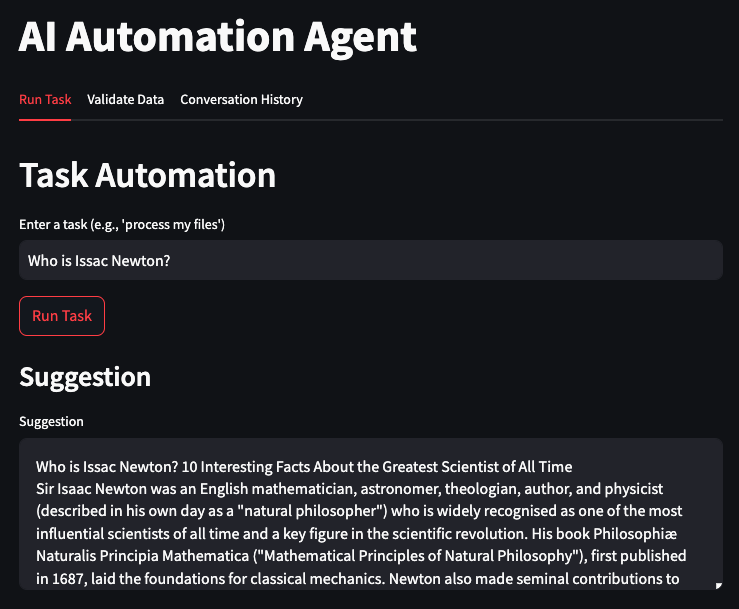 AI Automation Agent
Run Task Validate Data Conversation History
Task Automation
Enter a task (e.g., 'process my files')
Who is Issac Newton?
Run Task
Suggestion
Suggestion
Who is Issac Newton? 10 Interesting Facts About the Greatest Scientist of All Time
Sir Isaac Newton was an English mathematician, astronomer, theologian, author, and physicist
(described in his own day as a "natural philosopher") who is widely recognised as one of the most
influential scientists of all time and a key figure in the scientific revolution. His book Philosophiæ
Naturalis Principia Mathematica ("Mathematical Principles of Natural Philosophy"), first published
in 1687, laid the foundations for classical mechanics. Newton also made seminal contributions to